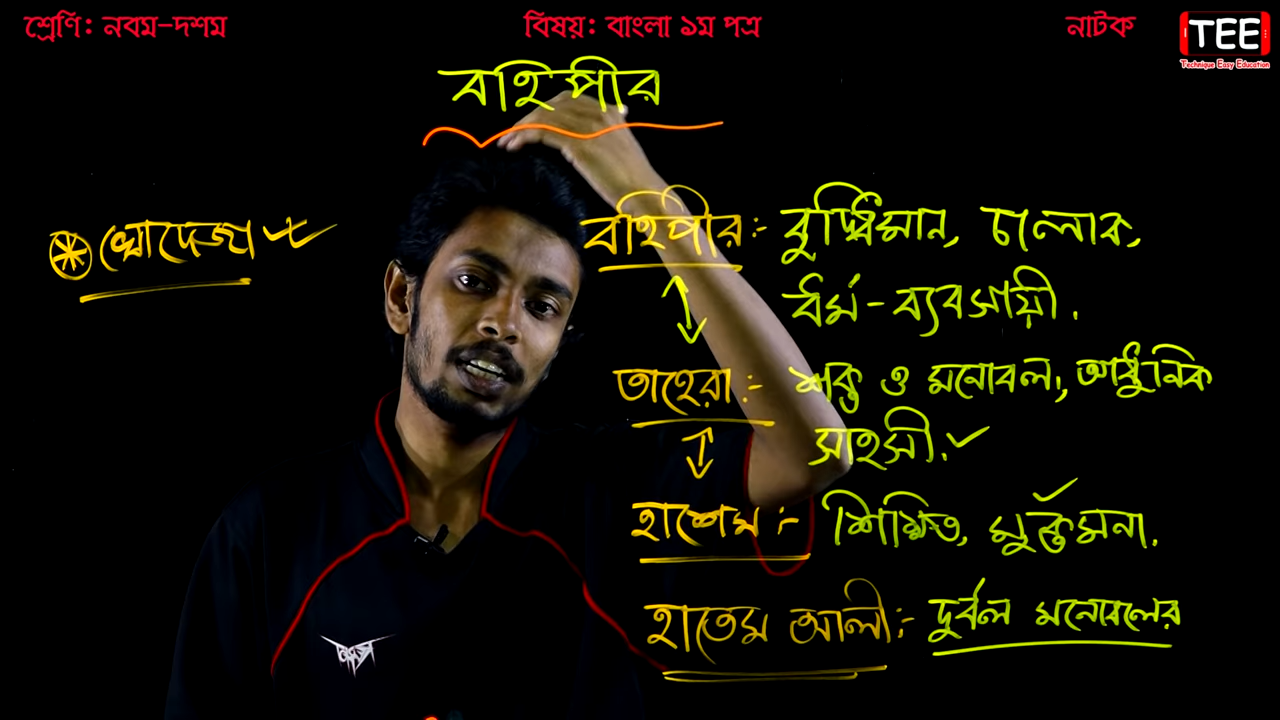 শ্রেণি: নবম-দশম
বিষয়: বাংলা ১ম পত্র
নাটক
TEE
Technique Easy Education
বহিপীর
খোদেজা
বহিপীর :- বুদ্ধিমান, চালাক,
ধর্ম-ব্যবসায়ী.
তাহেরা :- শক্ত ও মনোবল, আধুনিক
সাহসী.
হাশেম :- শিক্ষিত, মুক্তমনা.
হাতেম আলী :- দুর্বল মনোবলের